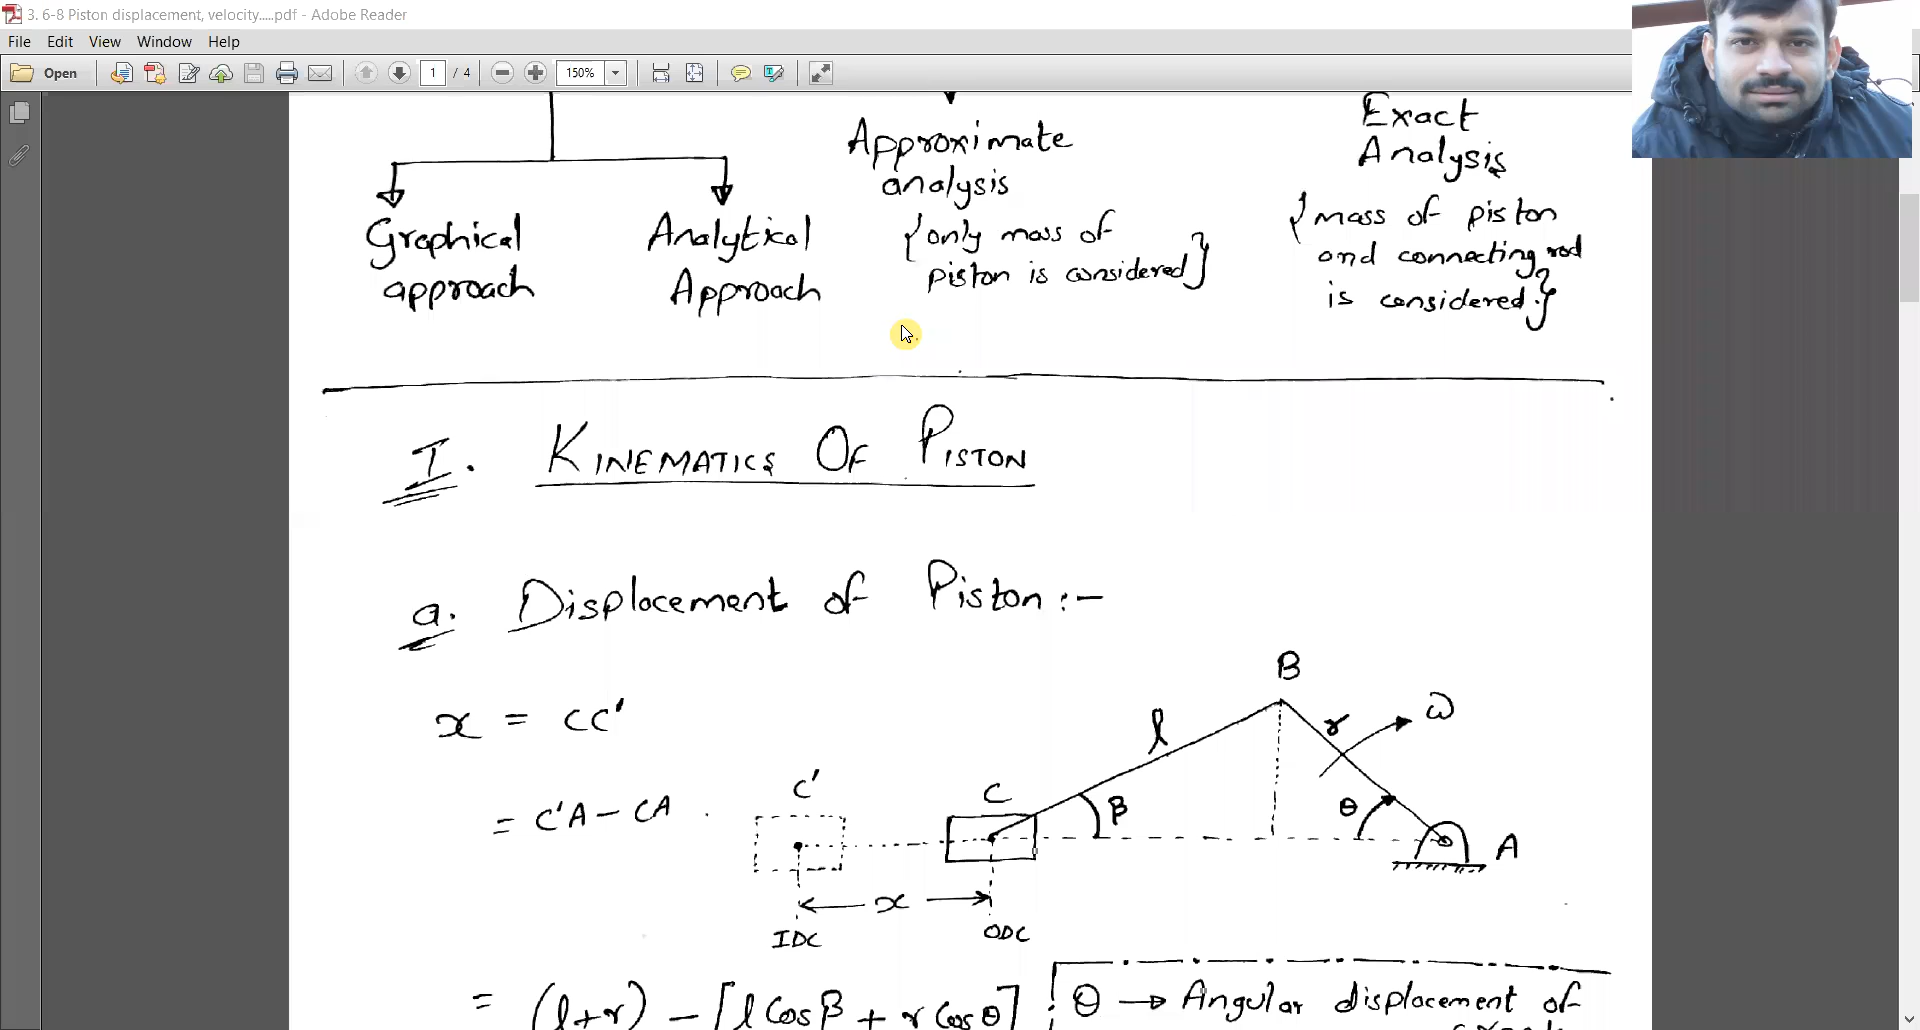 3. 6-8 Piston displacement, velocity.....pdf - Adobe Reader
File Edit View Window Help
Open 1 / 4 150%
Graphical approach
Analytical Approach
Approximate analysis
{only mass of piston is considered}
Exact Analysis
{mass of piston and connecting rod is considered.}
I. KINEMATICS OF PISTON
a. Displacement of Piston :-
x = CC'
= C'A - CA
B
l
r
ω
C'
C
β
θ
A
x
IDC
ODC
= (l+r) - [l Cos β + r Cos θ]
θ → Angular displacement of